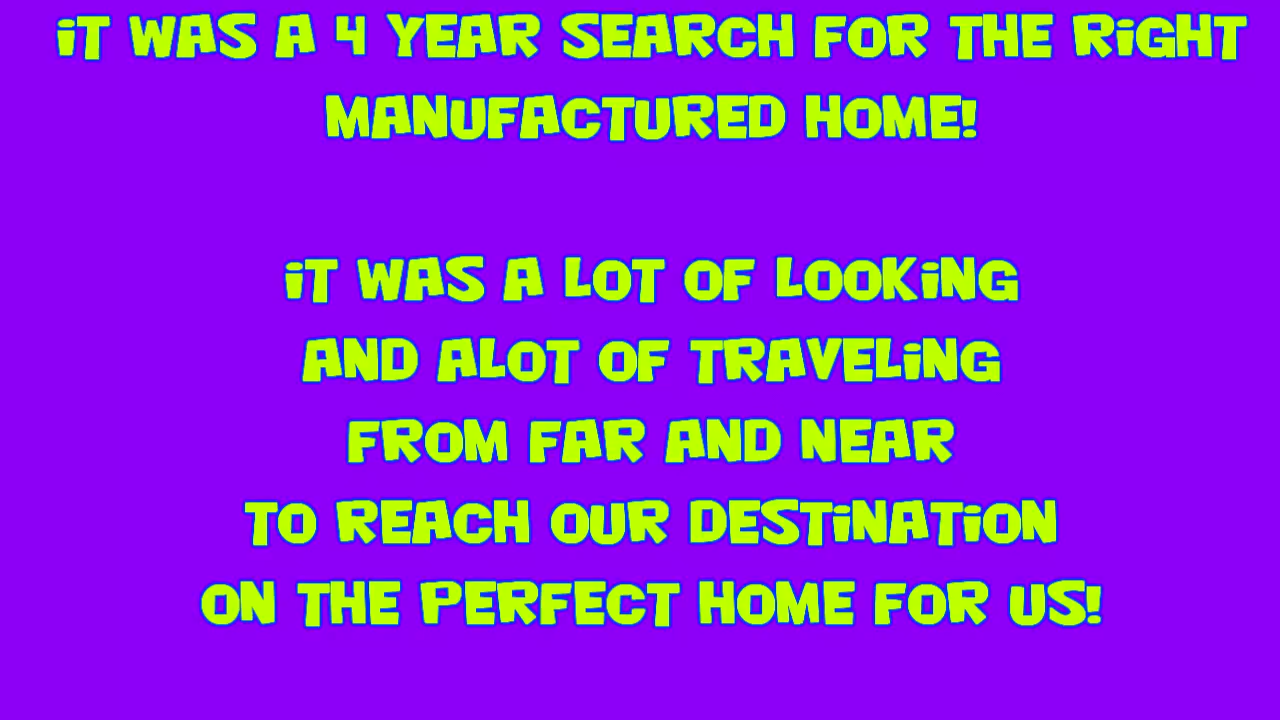 iT WAS A 4 YEAR SEARCH FOR THE RiGHT
MANUFACTURED HOME!
iT WAS A LOT OF LOOKiNG
AND ALOT OF TRAVELiNG
FROM FAR AND NEAR
TO REACH OUR DESTiNATiON
ON THE PERFECT HOME FOR US!